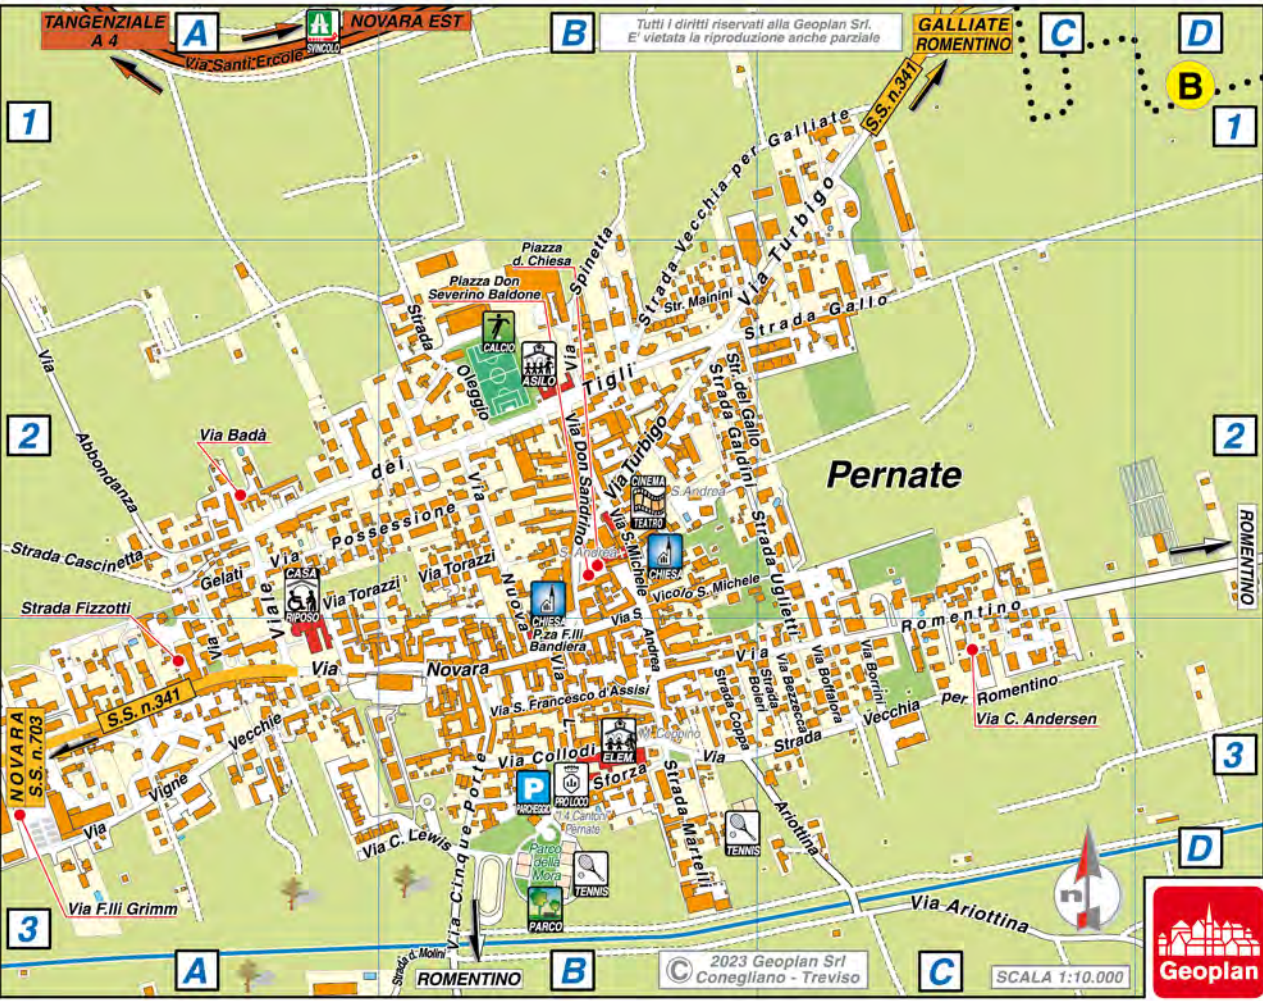 TANGENZIALE
A 4
A
SVINCOLO
NOVARA EST
Via Santi Ercole
B
Tutti i diritti riservati alla Geoplan Srl.
E' vietata la riproduzione anche parziale
GALLIATE
ROMENTINO
C
D
B
1
1
S.S. n.341
Strada Vecchia per Galliate
Via Turbigo
Piazza
d. Chiesa
Spinetta
Piazza Don
Severino Baldone
Str. Mainini
Strada Gallo
Strada
Oleggio
CALCIO
ASILO
Via
Tigli
Via
Abbondanza
2
2
Via Badà
dei
Via Don Sandrino
Via Turbigo
Str. del Gallo
Strada Galdini
Pernate
CINEMA
TEATRO
S. Andrea
Via
Possessione
Via
Nuova
Via S. Michele
Strada Uglietti
ROMENTINO
Strada Cascinetta
Gelati
Via
Viale
CASA
RIPOSO
Via Torazzi
Via Torazzi
S. Andrea
CHIESA
CHIESA
Vicolo S. Michele
Strada Fizzotti
P.za F.lli
Bandiera
Via S.
Andrea
Romentino
Via
Via
Novara
Via
Via S. Francesco d'Assisi
Strada Coppa
Strada
Bolieri
Via Bezzecca
Via Boffalora
Via Borrini
Vecchia
per Romentino
Strada
Via C. Andersen
S.S. n.341
NOVARA
S.S. n.703
Vecchie
Vigne
Via
Via Collodi
L.
Sforza
ELEM.
M. Coppino
Via
Ariottina
3
3
PARCHEGGIO
P
PRO LOCO
"I 4 Cantoni"
Pernate
Strada Martelli
TENNIS
Via C. Lewis
Via Cinque Porte
Parco
della
Mora
TENNIS
PARCO
D
Via F.lli Grimm
Via Ariottina
n
3
A
Strada d. Molini
ROMENTINO
B
© 2023 Geoplan Srl
Conegliano - Treviso
C
SCALA 1:10.000
Geoplan